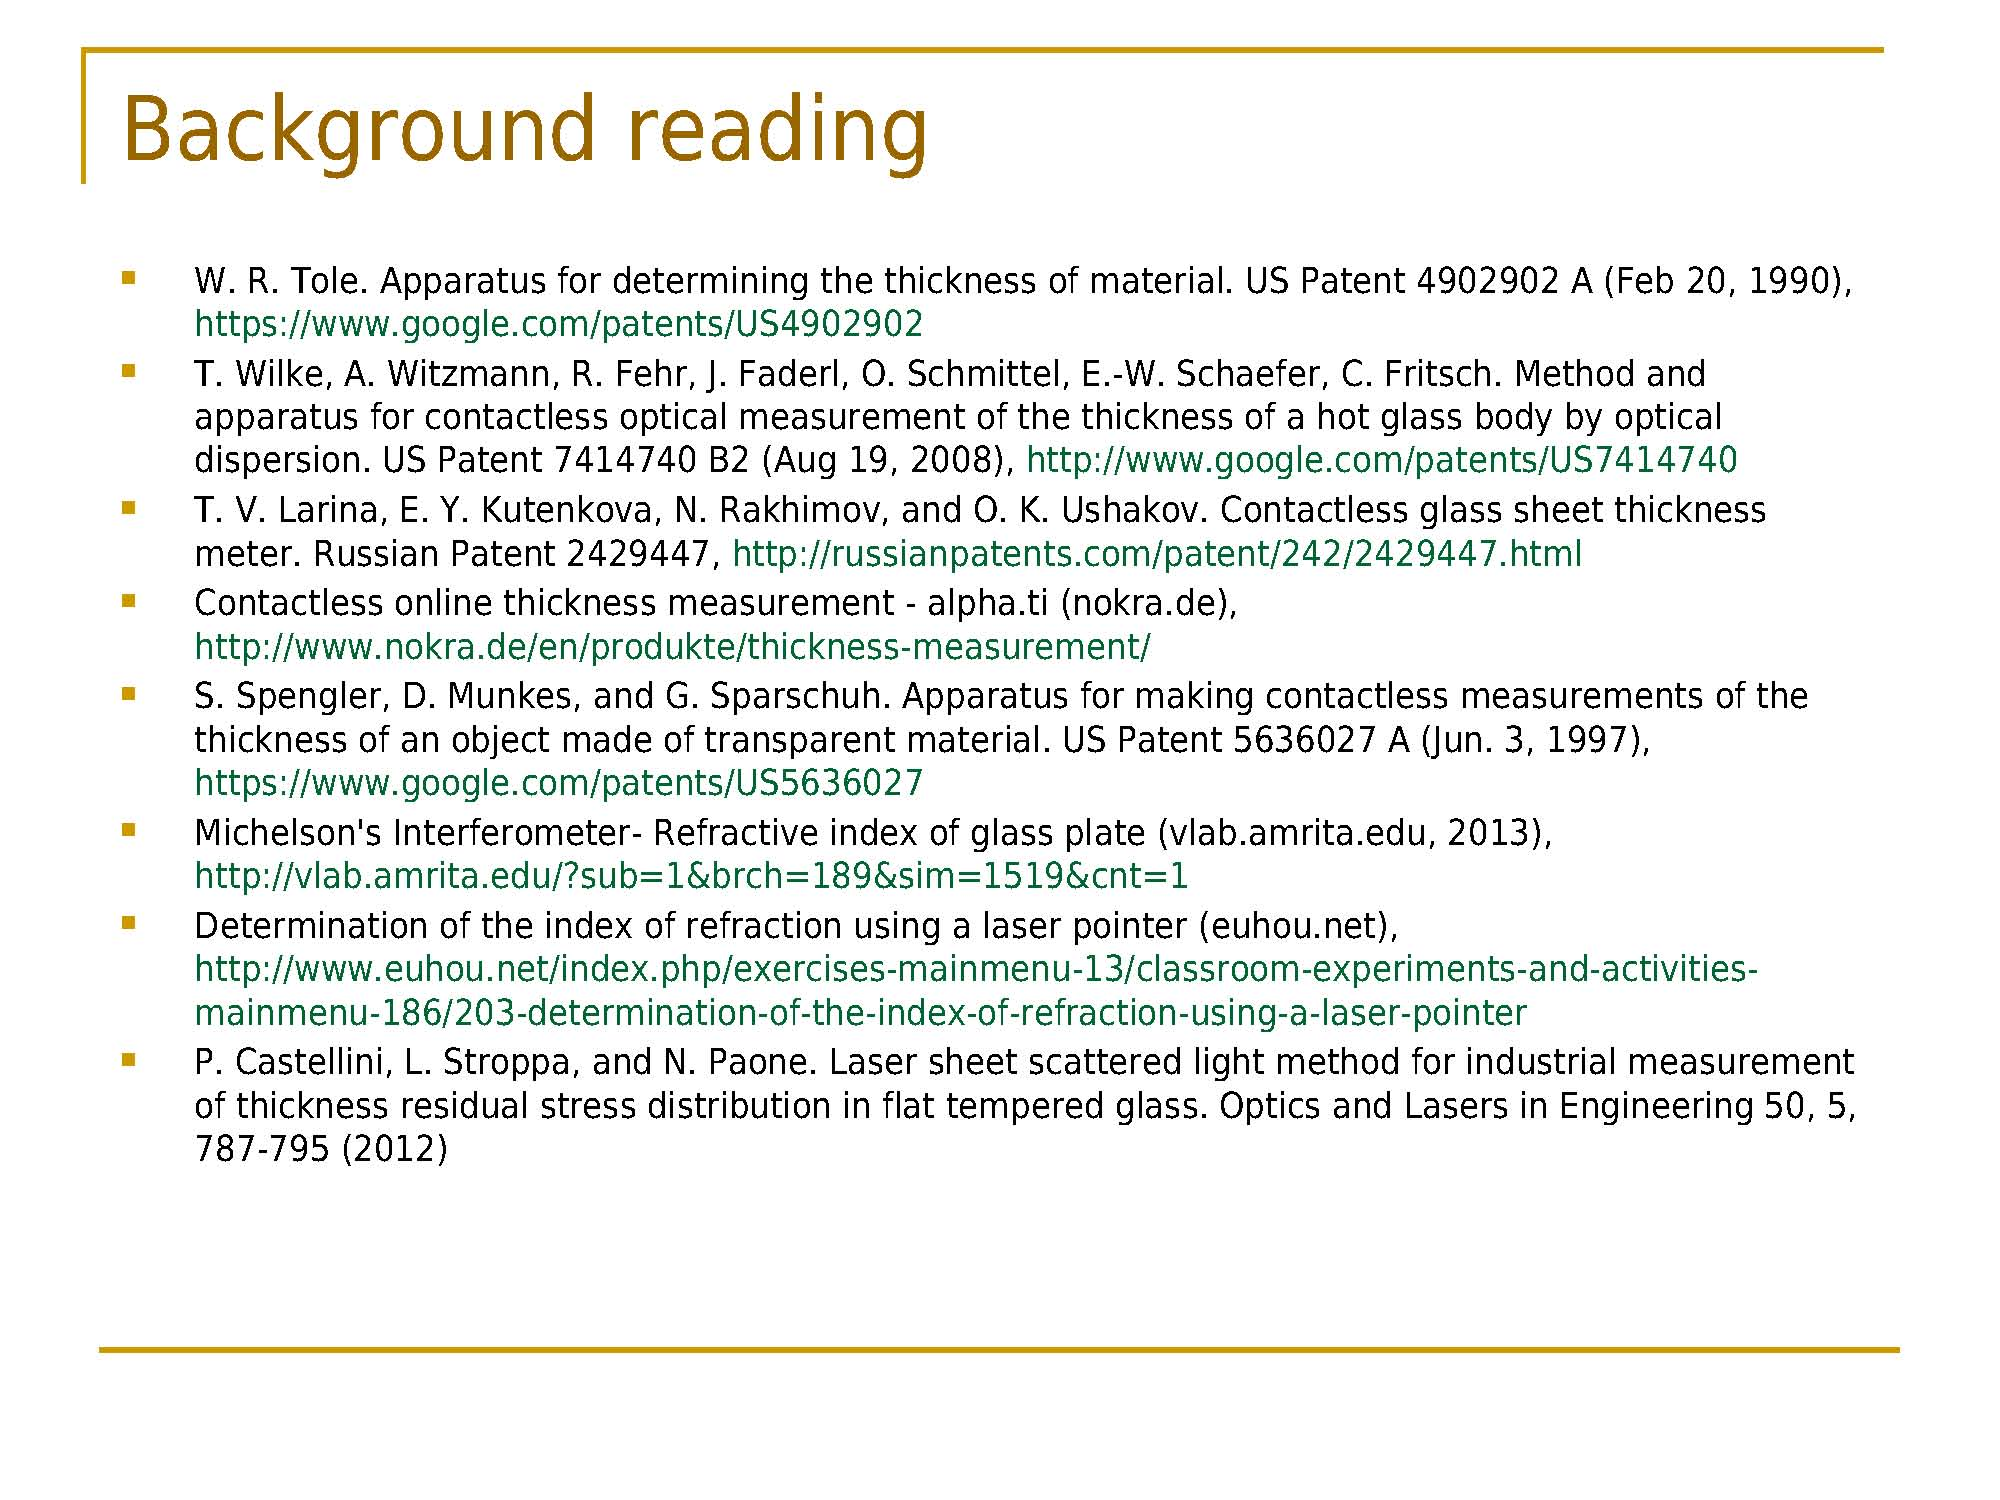 Background reading
W. R. Tole. Apparatus for determining the thickness of material. US Patent 4902902 A (Feb 20, 1990),
https://www.google.com/patents/US4902902
T. Wilke, A. Witzmann, R. Fehr, J. Faderl, O. Schmittel, E.-W. Schaefer, C. Fritsch. Method and
apparatus for contactless optical measurement of the thickness of a hot glass body by optical
dispersion. US Patent 7414740 B2 (Aug 19, 2008), http://www.google.com/patents/US7414740
T. V. Larina, E. Y. Kutenkova, N. Rakhimov, and O. K. Ushakov. Contactless glass sheet thickness
meter. Russian Patent 2429447, http://russianpatents.com/patent/242/2429447.html
Contactless online thickness measurement - alpha.ti (nokra.de),
http://www.nokra.de/en/produkte/thickness-measurement/
S. Spengler, D. Munkes, and G. Sparschuh. Apparatus for making contactless measurements of the
thickness of an object made of transparent material. US Patent 5636027 A (Jun. 3, 1997),
https://www.google.com/patents/US5636027
Michelson's Interferometer- Refractive index of glass plate (vlab.amrita.edu, 2013),
http://vlab.amrita.edu/?sub=1&brch=189&sim=1519&cnt=1
Determination of the index of refraction using a laser pointer (euhou.net),
http://www.euhou.net/index.php/exercises-mainmenu-13/classroom-experiments-and-activities-
mainmenu-186/203-determination-of-the-index-of-refraction-using-a-laser-pointer
P. Castellini, L. Stroppa, and N. Paone. Laser sheet scattered light method for industrial measurement
of thickness residual stress distribution in flat tempered glass. Optics and Lasers in Engineering 50, 5,
787-795 (2012)